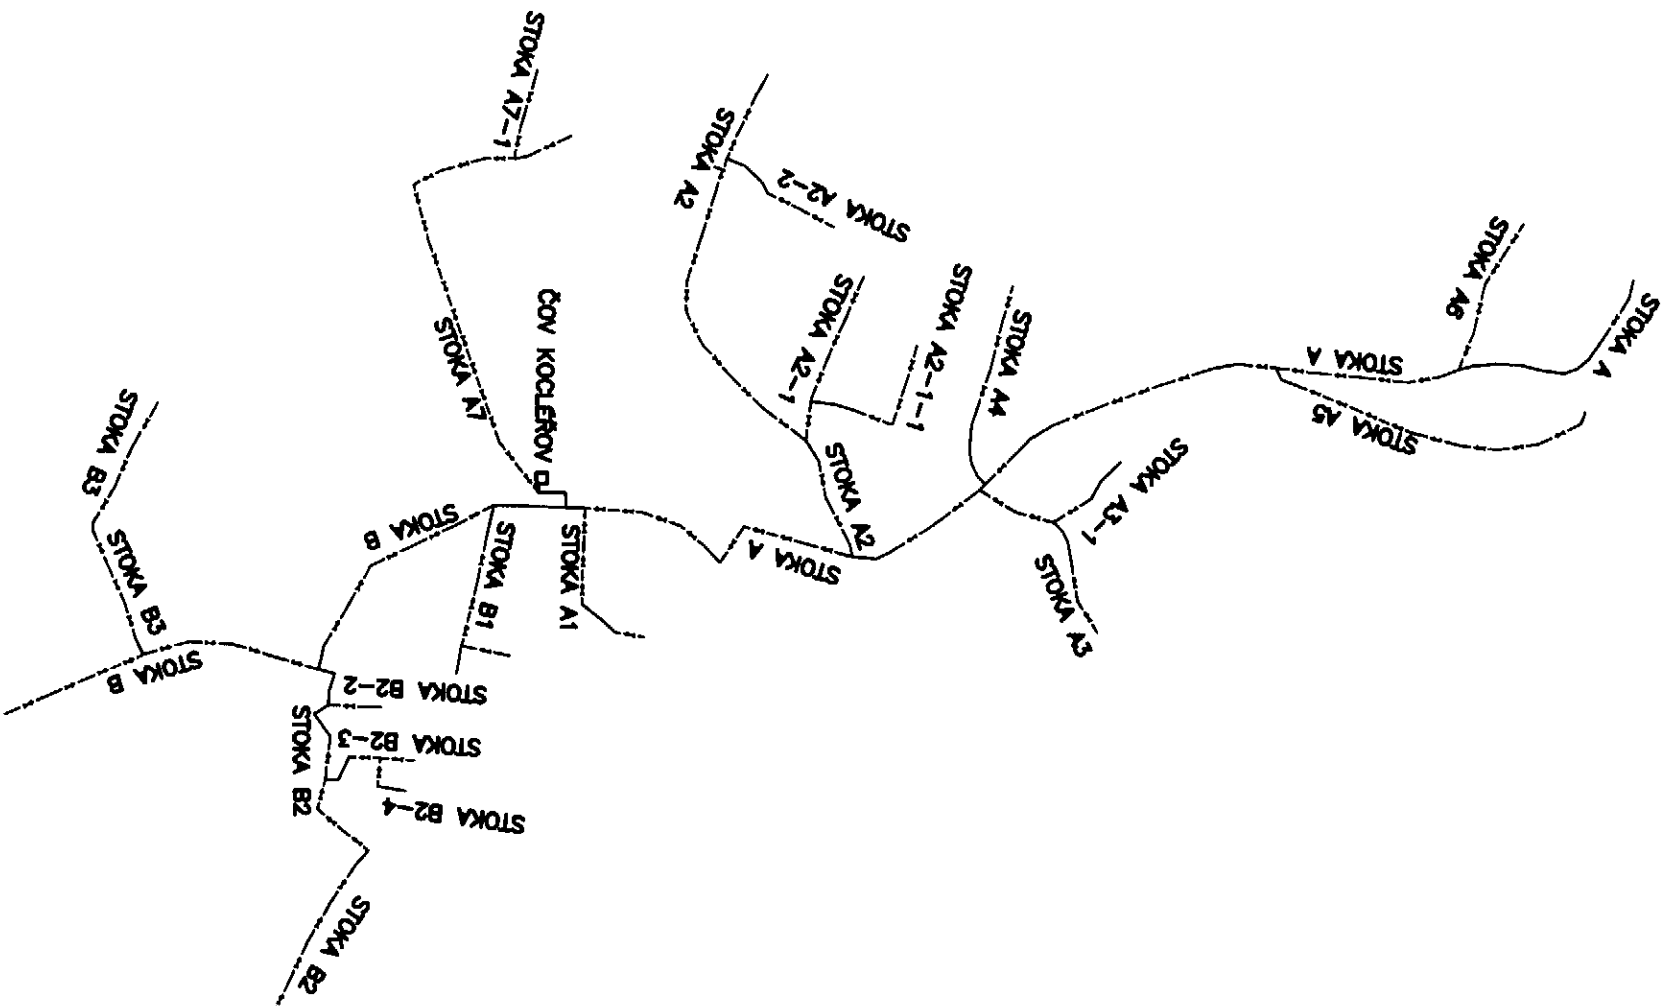 STOKA A7-1
STOKA A2
STOKA A2-2
STOKA A6
STOKA A
STOKA A2-1
STOKA A2-1-1
STOKA A4
STOKA A
STOKA A5
ČOV KOCLEŘOV
STOKA A7
STOKA B3
STOKA A3-1
STOKA A2
STOKA B
STOKA B1
STOKA A1
STOKA A
STOKA A3
STOKA B3
STOKA B
STOKA B2-2
STOKA B2
STOKA B2-3
STOKA B2-4
STOKA B2